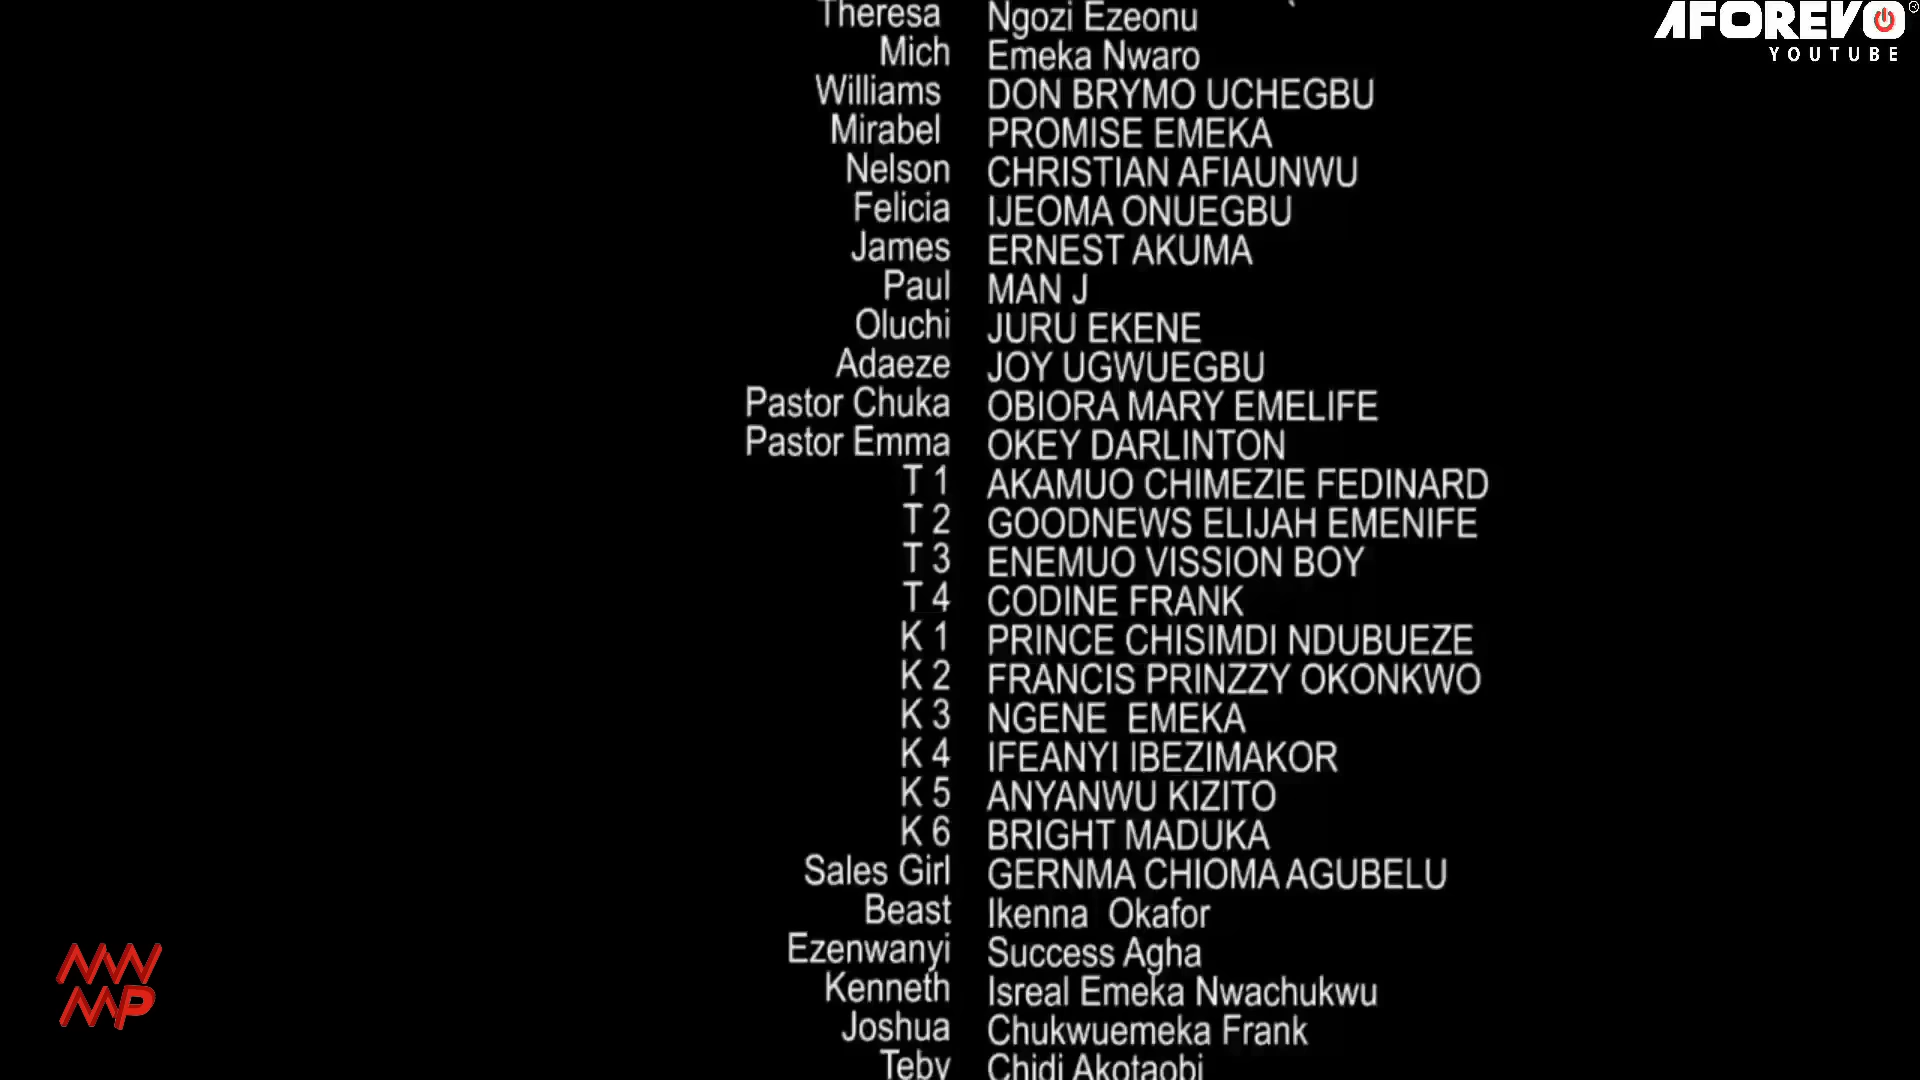 AFOREVO
YOUTUBE
Theresa Ngozi Ezeonu
Mich Emeka Nwaro
Williams DON BRYMO UCHEGBU
Mirabel PROMISE EMEKA
Nelson CHRISTIAN AFIAUNWU
Felicia IJEOMA ONUEGBU
James ERNEST AKUMA
Paul MAN J
Oluchi JURU EKENE
Adaeze JOY UGWUEGBU
Pastor Chuka OBIORA MARY EMELIFE
Pastor Emma OKEY DARLINTON
T 1 AKAMUO CHIMEZIE FEDINARD
T 2 GOODNEWS ELIJAH EMENIFE
T 3 ENEMUO VISSION BOY
T 4 CODINE FRANK
K 1 PRINCE CHISIMDI NDUBUEZE
K 2 FRANCIS PRINZZY OKONKWO
K 3 NGENE EMEKA
K 4 IFEANYI IBEZIMAKOR
K 5 ANYANWU KIZITO
K 6 BRIGHT MADUKA
Sales Girl GERNMA CHIOMA AGUBELU
Beast Ikenna Okafor
Ezenwanyi Success Agha
Kenneth Isreal Emeka Nwachukwu
Joshua Chukwuemeka Frank
Teby Chidi Akotaobi
NW
MP